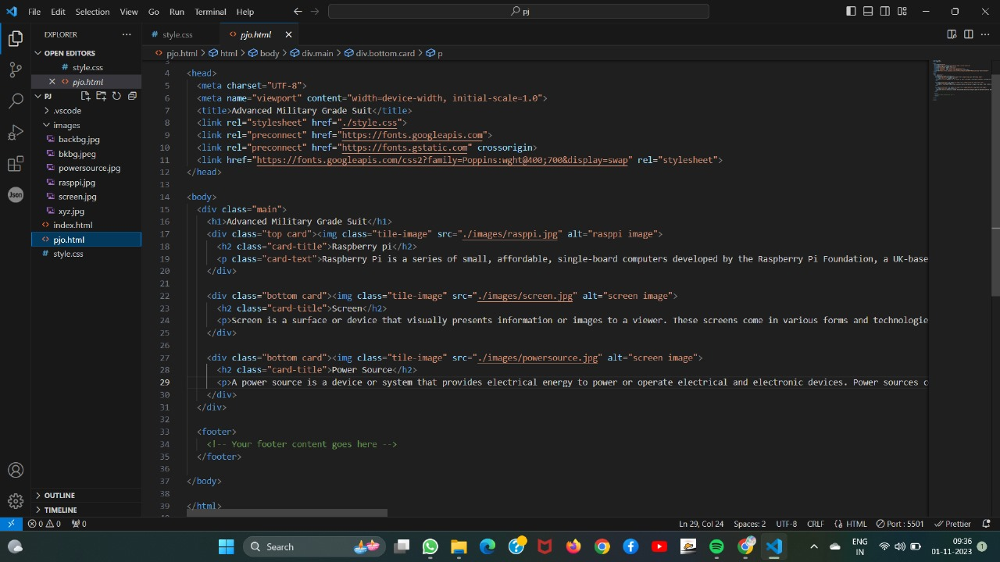 File Edit Selection View Go Run Terminal Help
pj
EXPLORER
style.css
pjo.html
pjo.html > html > body > div.main > div.bottom.card > p
OPEN EDITORS
style.css
pjo.html
PJ
.vscode
images
backbg.jpg
bkbg.jpeg
powersource.jpg
rasppi.jpg
screen.jpg
xyz.jpg
index.html
pjo.html
style.css
OUTLINE
TIMELINE
4 <head>
5 <meta charset="UTF-8">
6 <meta name="viewport" content="width=device-width, initial-scale=1.0">
7 <title>Advanced Military Grade Suit</title>
8 <link rel="stylesheet" href="./style.css">
9 <link rel="preconnect" href="https://fonts.googleapis.com">
10 <link rel="preconnect" href="https://fonts.gstatic.com" crossorigin>
11 <link href="https://fonts.googleapis.com/css2?family=Poppins:wght@400;700&display=swap" rel="stylesheet">
12 </head>
13
14 <body>
15 <div class="main">
16 <h1>Advanced Military Grade Suit</h1>
17 <div class="top card"><img class="tile-image" src="./images/rasppi.jpg" alt="rasppi image">
18 <h2 class="card-title">Raspberry pi</h2>
19 <p class="card-text">Raspberry Pi is a series of small, affordable, single-board computers developed by the Raspberry Pi Foundation, a UK-base
20 </div>
21
22 <div class="bottom card"><img class="tile-image" src="./images/screen.jpg" alt="screen image">
23 <h2 class="card-title">Screen</h2>
24 <p>Screen is a surface or device that visually presents information or images to a viewer. These screens come in various forms and technologie
25 </div>
26
27 <div class="bottom card"><img class="tile-image" src="./images/powersource.jpg" alt="screen image">
28 <h2 class="card-title">Power Source</h2>
29 <p>A power source is a device or system that provides electrical energy to power or operate electrical and electronic devices. Power sources c
30 </div>
31 </div>
32
33 <footer>
34 <!-- Your footer content goes here -->
35 </footer>
36
37 </body>
38
39 </html>
0 0 0 Ln 29, Col 24 Spaces: 2 UTF-8 CRLF HTML Port : 5501 Prettier
Search
ENG
IN
09:36
01-11-2023
1
Json